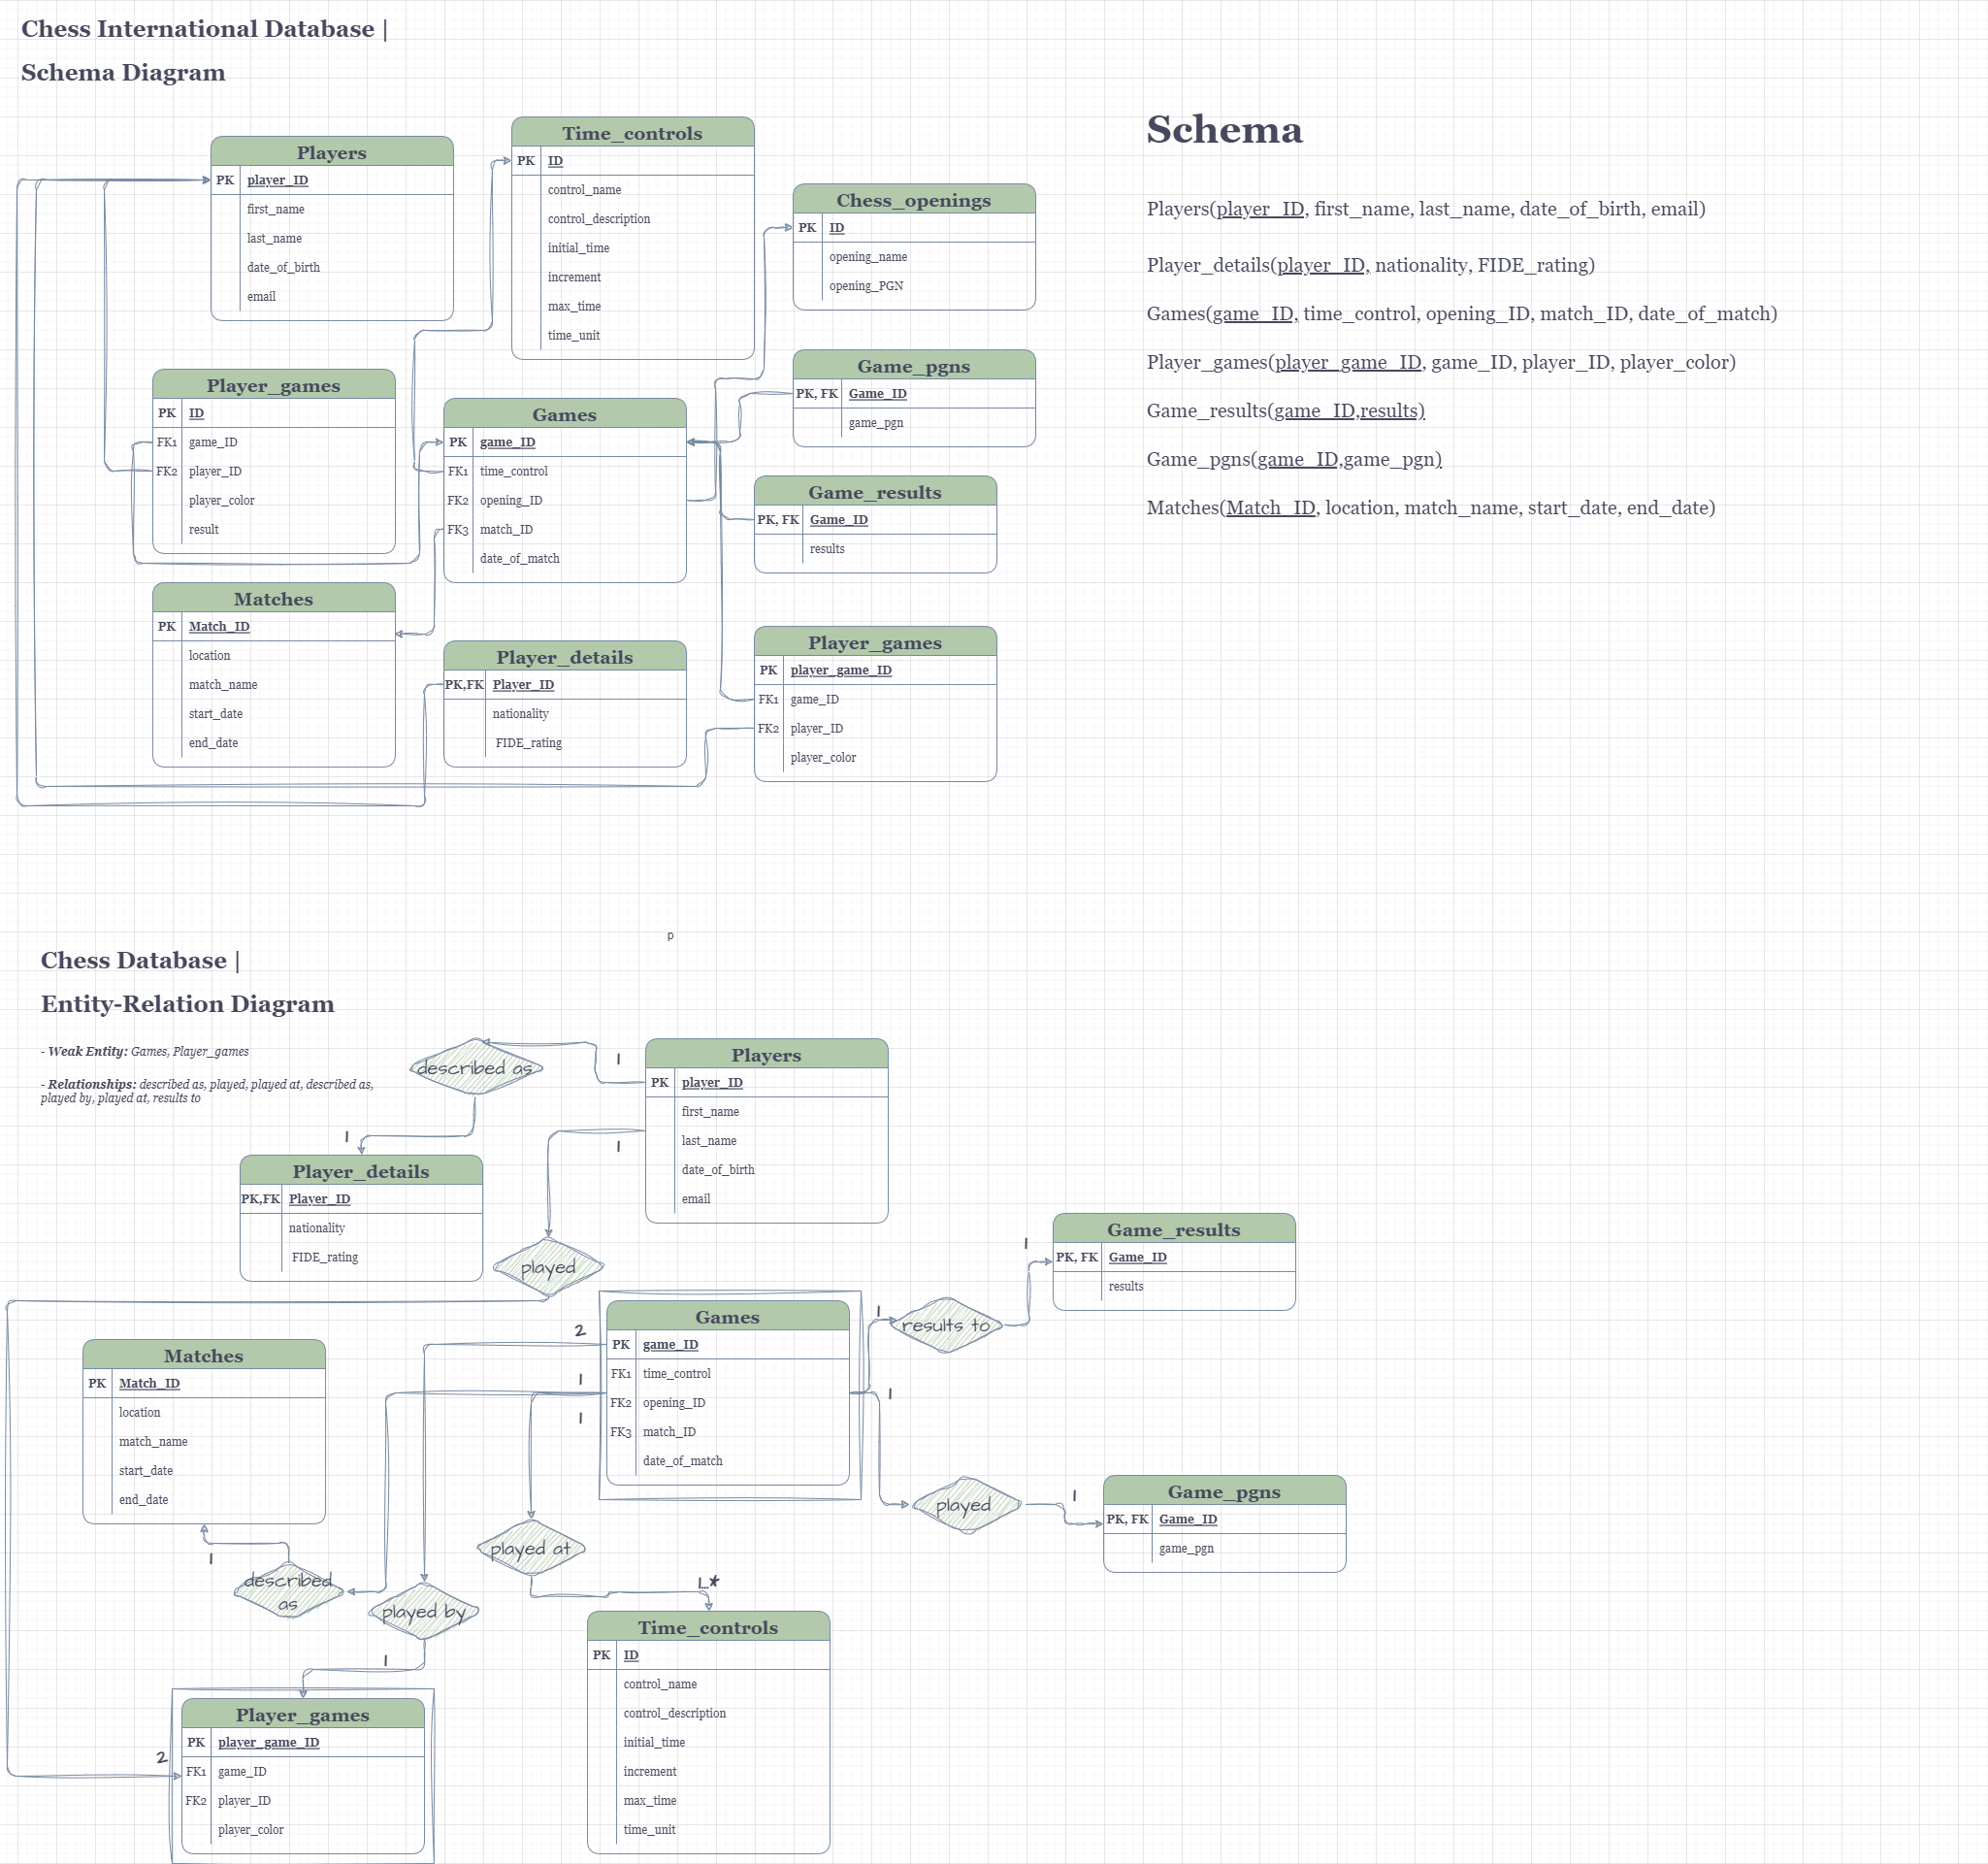 Chess International Database |
Schema Diagram
Schema
Players(player_ID, first_name, last_name, date_of_birth, email)
Player_details(player_ID, nationality, FIDE_rating)
Games(game_ID, time_control, opening_ID, match_ID, date_of_match)
Player_games(player_game_ID, game_ID, player_ID, player_color)
Game_results(game_ID,results)
Game_pgns(game_ID,game_pgn)
Matches(Match_ID, location, match_name, start_date, end_date)
Players
PK player_ID
first_name
last_name
date_of_birth
email
Time_controls
PK ID
control_name
control_description
initial_time
increment
max_time
time_unit
Chess_openings
PK ID
opening_name
opening_PGN
Player_games
PK ID
FK1 game_ID
FK2 player_ID
player_color
result
Games
PK game_ID
FK1 time_control
FK2 opening_ID
FK3 match_ID
date_of_match
Game_pgns
PK, FK Game_ID
game_pgn
Game_results
PK, FK Game_ID
results
Matches
PK Match_ID
location
match_name
start_date
end_date
Player_details
PK,FK Player_ID
nationality
FIDE_rating
Player_games
PK player_game_ID
FK1 game_ID
FK2 player_ID
player_color
p
Chess Database |
Entity-Relation Diagram
- Weak Entity: Games, Player_games
- Relationships: described as, played, played at, described as,
played by, played at, results to
described as
1
1
1
Players
PK player_ID
first_name
last_name
date_of_birth
email
Player_details
PK,FK Player_ID
nationality
FIDE_rating
played
Game_results
PK, FK Game_ID
results
1
1
results to
2
1
1
1
Games
PK game_ID
FK1 time_control
FK2 opening_ID
FK3 match_ID
date_of_match
Matches
PK Match_ID
location
match_name
start_date
end_date
played
1
Game_pgns
PK, FK Game_ID
game_pgn
1
described
as
played at
played by
1..*
1
Time_controls
PK ID
control_name
control_description
initial_time
increment
max_time
time_unit
2
Player_games
PK player_game_ID
FK1 game_ID
FK2 player_ID
player_color